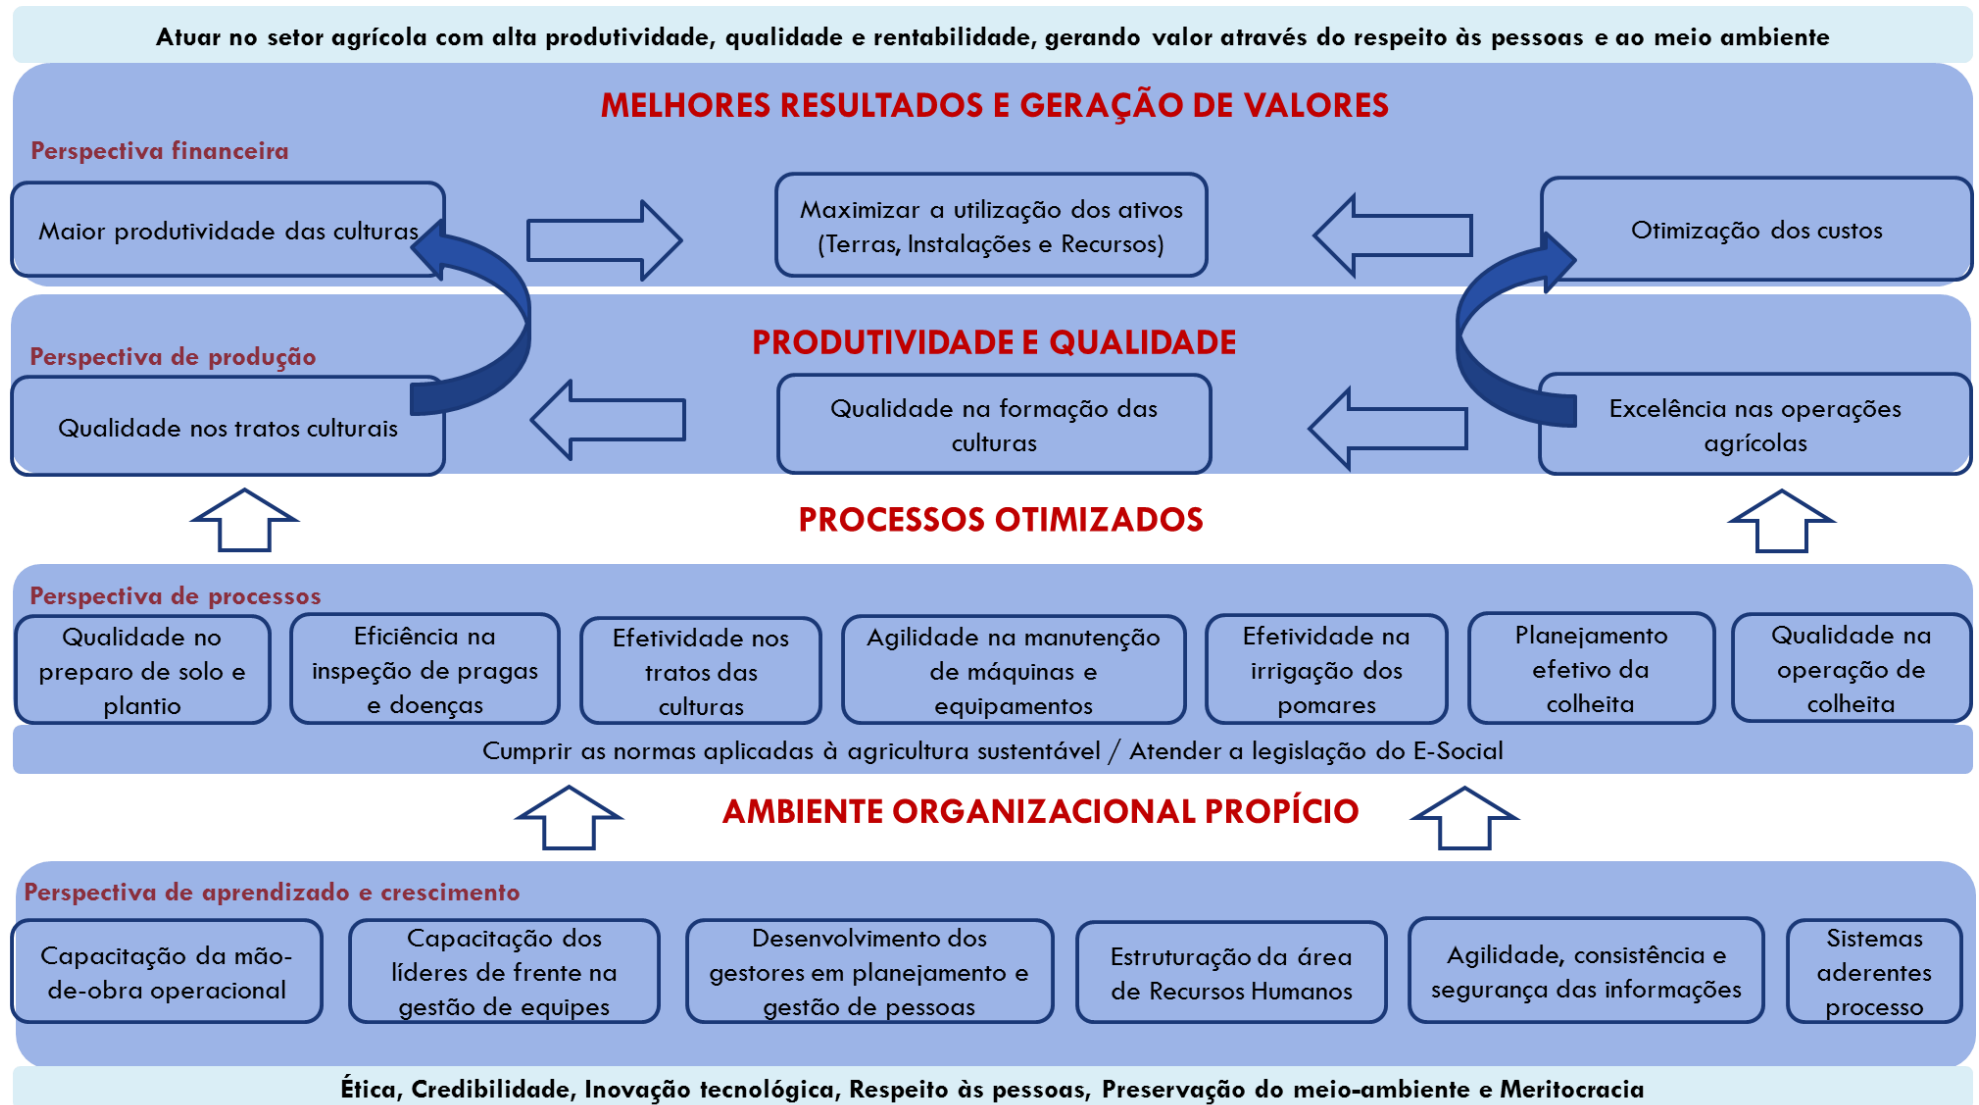 Atuar no setor agrícola com alta produtividade, qualidade e rentabilidade, gerando valor através do respeito às pessoas e ao meio ambiente
MELHORES RESULTADOS E GERAÇÃO DE VALORES
Perspectiva financeira
Maior produtividade das culturas
Maximizar a utilização dos ativos
(Terras, Instalações e Recursos)
Otimização dos custos
PRODUTIVIDADE E QUALIDADE
Perspectiva de produção
Qualidade nos tratos culturais
Qualidade na formação das
culturas
Excelência nas operações
agrícolas
PROCESSOS OTIMIZADOS
Perspectiva de processos
Qualidade no
preparo de solo e
plantio
Eficiência na
inspeção de pragas
e doenças
Efetividade nos
tratos das
culturas
Agilidade na manutenção
de máquinas e
equipamentos
Efetividade na
irrigação dos
pomares
Planejamento
efetivo da
colheita
Qualidade na
operação de
colheita
Cumprir as normas aplicadas à agricultura sustentável / Atender a legislação do E-Social
AMBIENTE ORGANIZACIONAL PROPÍCIO
Perspectiva de aprendizado e crescimento
Capacitação da mão-
de-obra operacional
Capacitação dos
líderes de frente na
gestão de equipes
Desenvolvimento dos
gestores em planejamento e
gestão de pessoas
Estruturação da área
de Recursos Humanos
Agilidade, consistência e
segurança das informações
Sistemas
aderentes
processo
Ética, Credibilidade, Inovação tecnológica, Respeito às pessoas, Preservação do meio-ambiente e Meritocracia